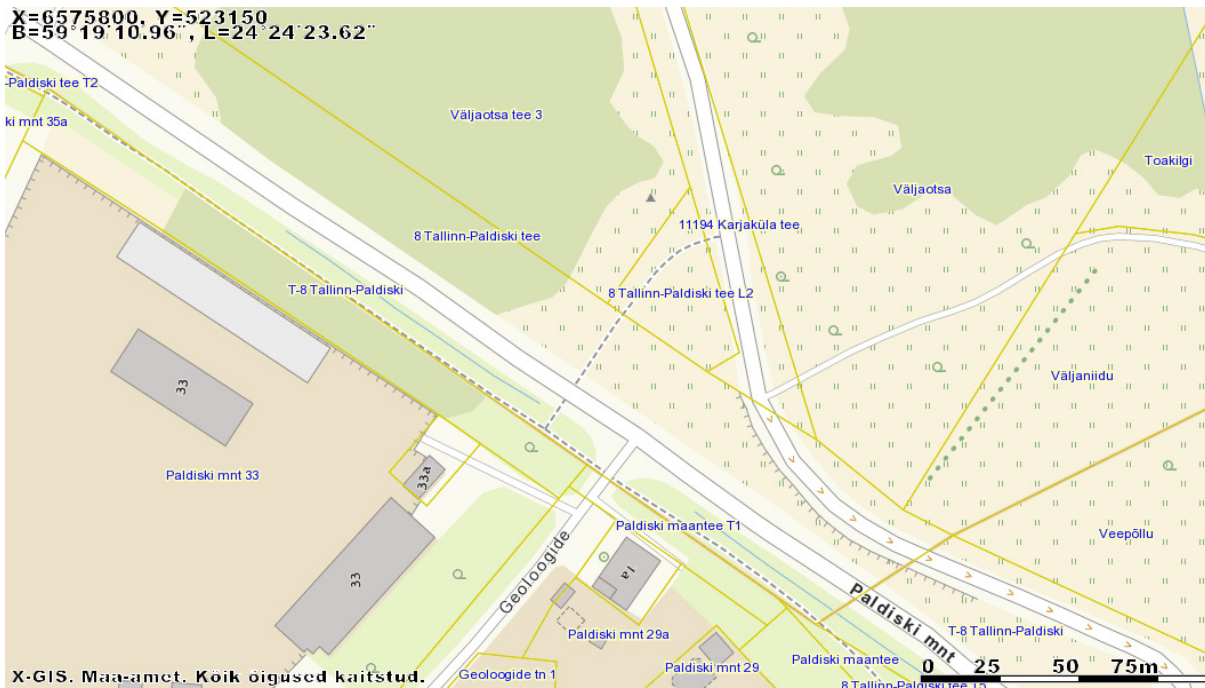 X=6575800, Y=523150
B=59°19'10.96", L=24°24'23.62"
-Paldiski tee T2
ki mnt 35a
Väljaotsa tee 3
Toakilgi
Väljaotsa
11194 Karjaküla tee
8 Tallinn-Paldiski tee
T-8 Tallinn-Paldiski
8 Tallinn-Paldiski tee L2
33
Väljaniidu
Paldiski mnt 33
33a
Paldiski maantee T1
Veepõllu
Geoloogide
1a
33
Paldiski mnt
Paldiski mnt 29a
T-8 Tallinn-Paldiski
Paldiski maantee
Paldiski mnt 29
Geoloogide tn 1
0 25 50 75m
X-GIS. Maa-amet. Kõik õigused kaitstud.